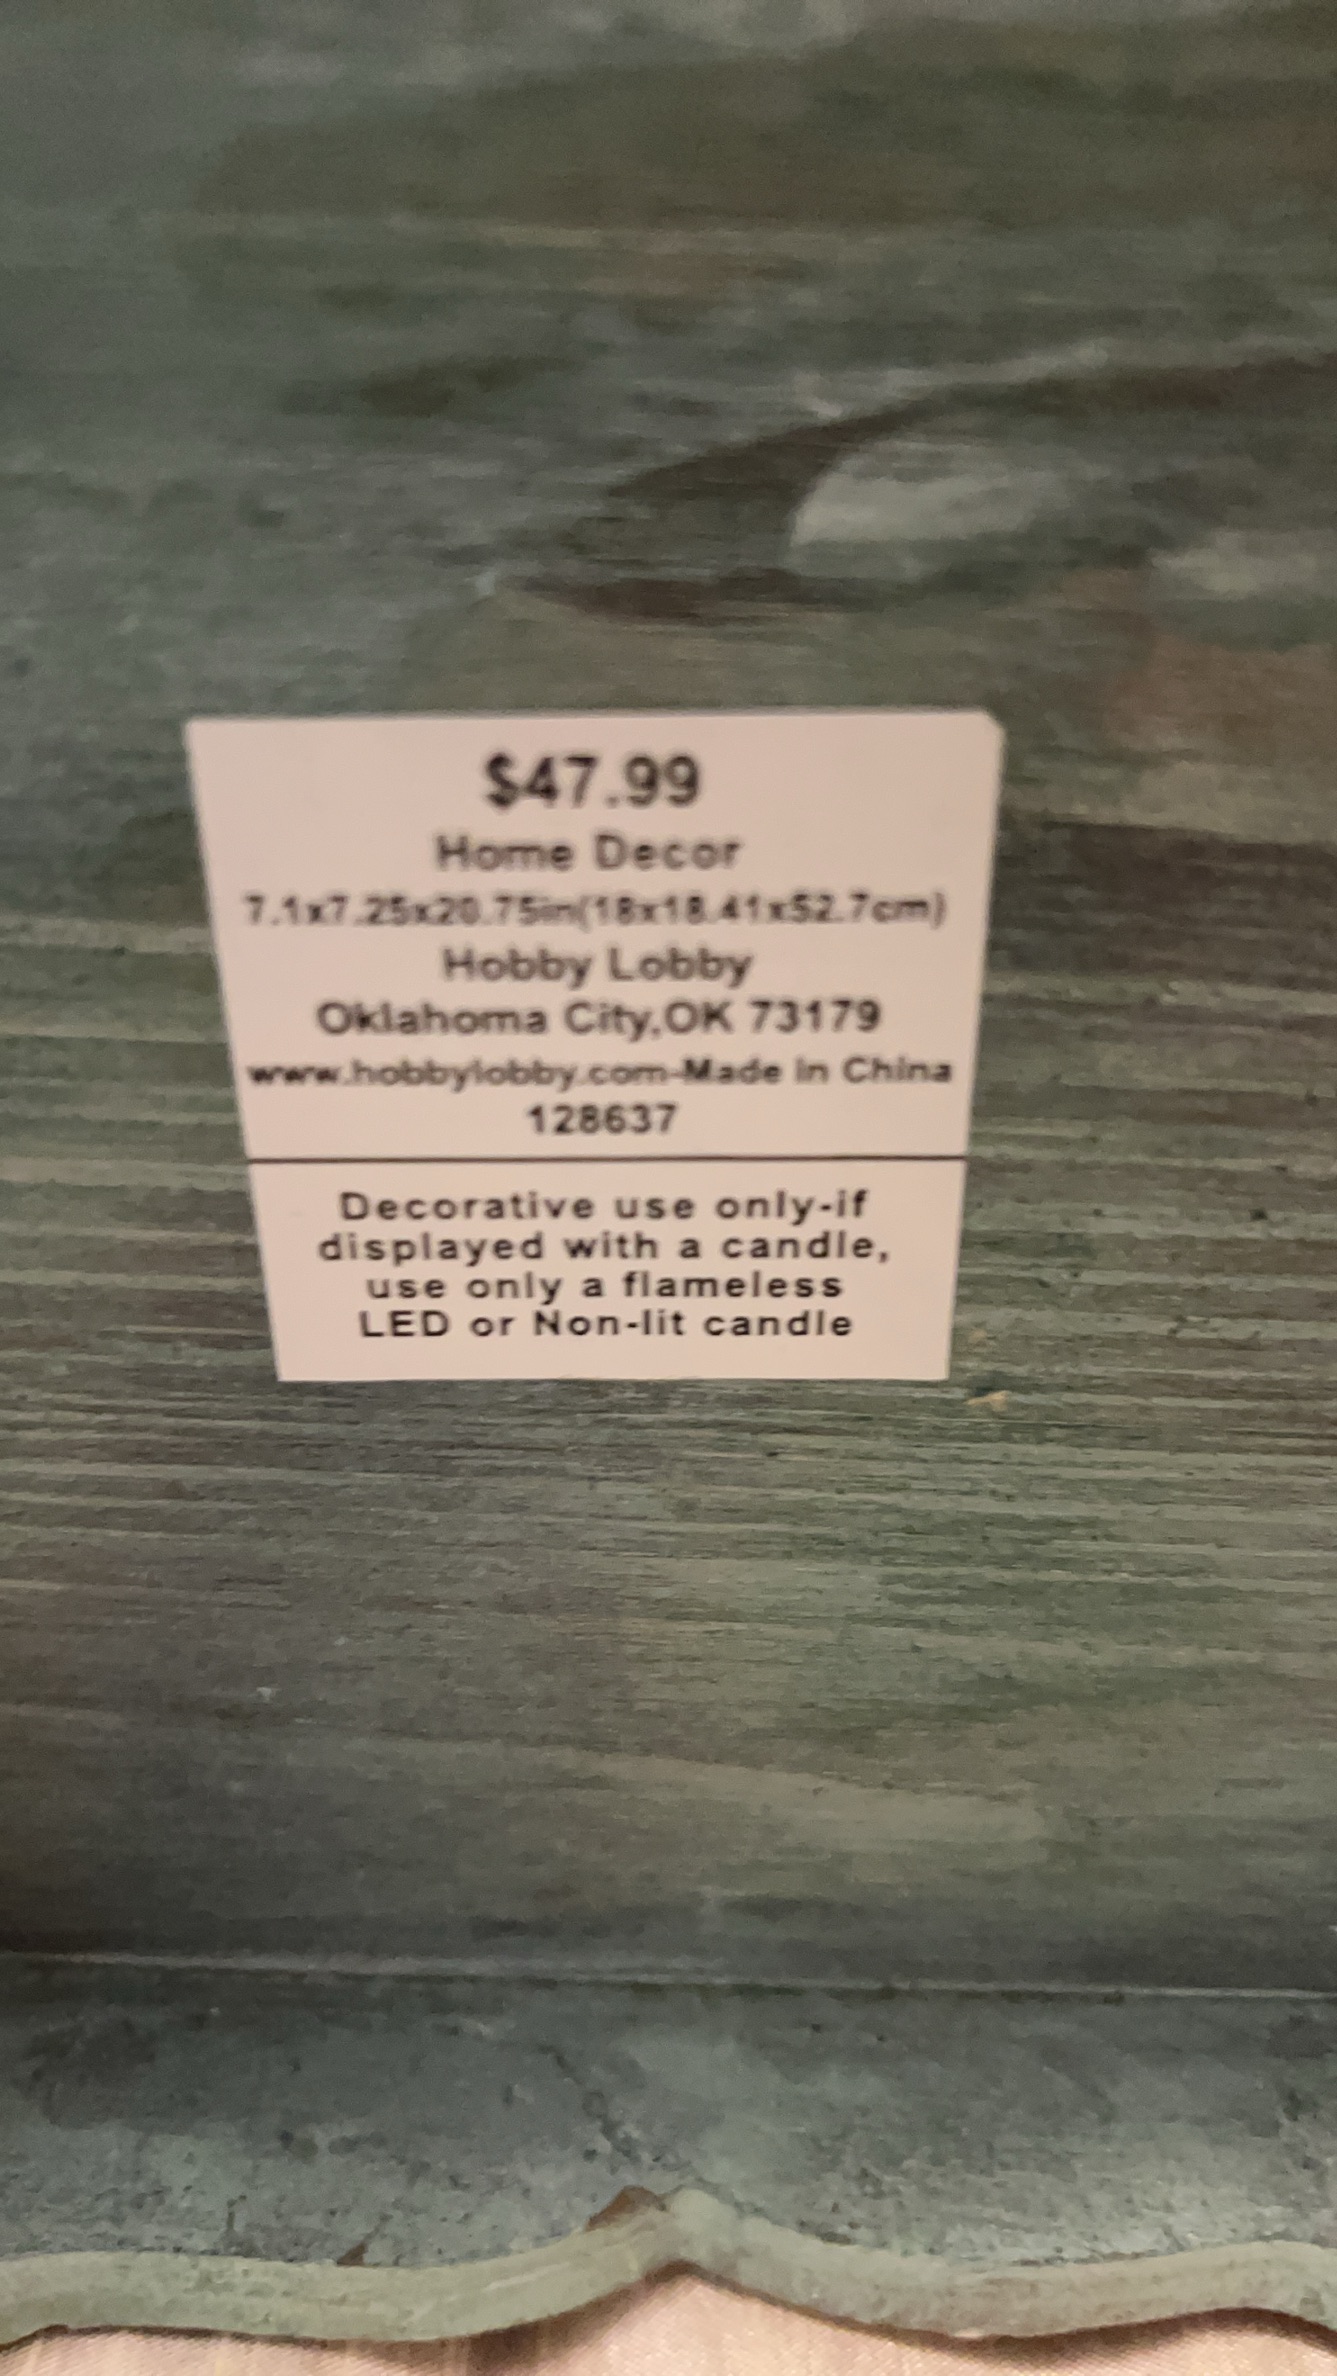 $47.99
Home Decor
7.1x7.25x20.75in(18x18.41x52.7cm)
Hobby Lobby
Oklahoma City,OK 73179
www.hobbylobby.com-Made in China
128637
Decorative use only-if
displayed with a candle,
use only a flameless
LED or Non-lit candle